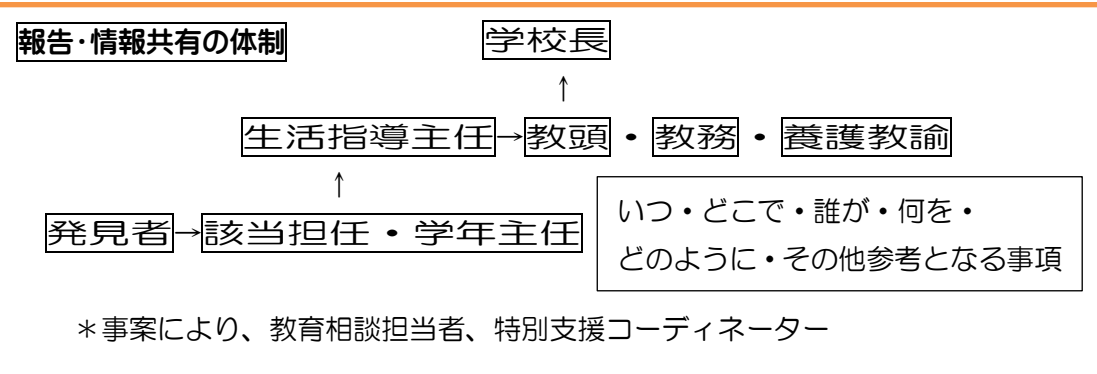 報告・情報共有の体制
学校長
↑
生活指導主任→教頭・教務・養護教諭
↑
発見者→該当担任・学年主任
いつ・どこで・誰が・何を・
どのように・その他参考となる事項
＊事案により、教育相談担当者、特別支援コーディネーター